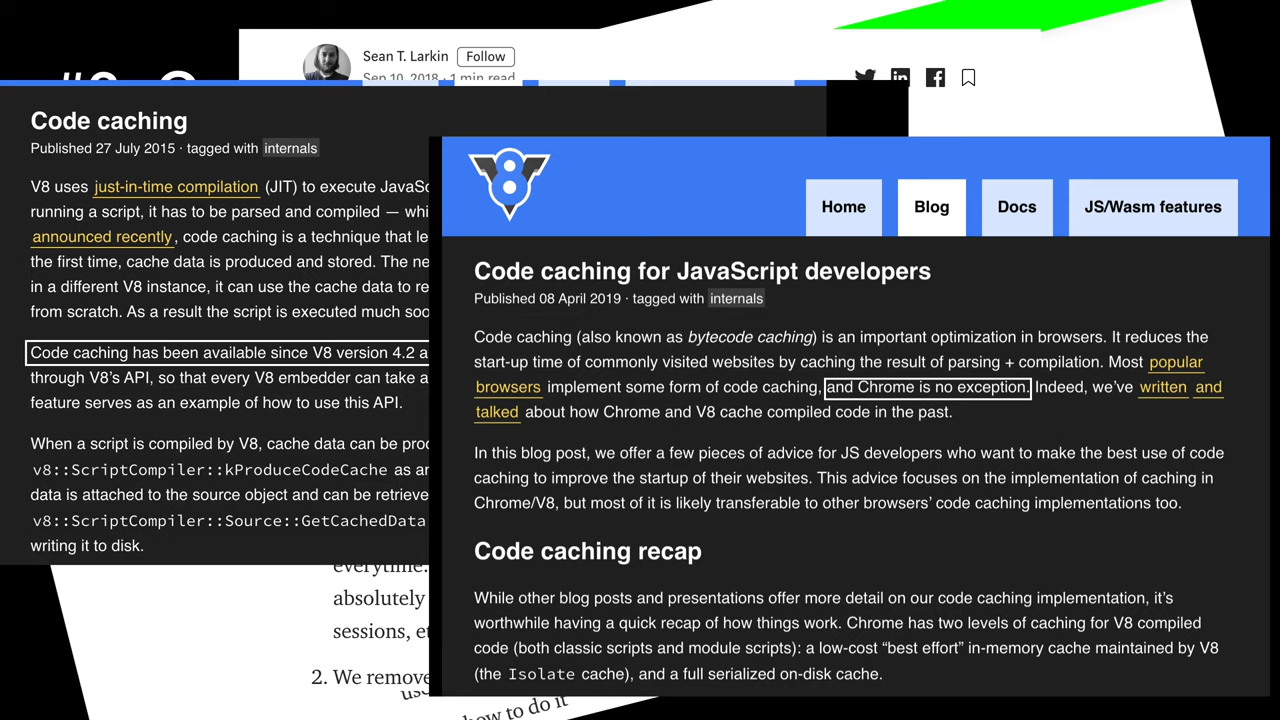 Sean T. Larkin Follow
Sep 10, 2018 · 1 min read
Code caching
Published 27 July 2015 · tagged with internals
V8 uses just-in-time compilation (JIT) to execute JavaSc
running a script, it has to be parsed and compiled — whi
announced recently, code caching is a technique that le
the first time, cache data is produced and stored. The ne
in a different V8 instance, it can use the cache data to re
from scratch. As a result the script is executed much soo
Code caching has been available since V8 version 4.2 a
through V8’s API, so that every V8 embedder can take a
feature serves as an example of how to use this API.
When a script is compiled by V8, cache data can be prod
v8::ScriptCompiler::kProduceCodeCache as an
data is attached to the source object and can be retrieve
v8::ScriptCompiler::Source::GetCachedData
writing it to disk.
everytime.
absolutely
sessions, et
2. We remove
how to do it
Home Blog Docs JS/Wasm features
Code caching for JavaScript developers
Published 08 April 2019 · tagged with internals
Code caching (also known as bytecode caching) is an important optimization in browsers. It reduces the
start-up time of commonly visited websites by caching the result of parsing + compilation. Most popular
browsers implement some form of code caching, and Chrome is no exception. Indeed, we’ve written and
talked about how Chrome and V8 cache compiled code in the past.
In this blog post, we offer a few pieces of advice for JS developers who want to make the best use of code
caching to improve the startup of their websites. This advice focuses on the implementation of caching in
Chrome/V8, but most of it is likely transferable to other browsers’ code caching implementations too.
Code caching recap
While other blog posts and presentations offer more detail on our code caching implementation, it’s
worthwhile having a quick recap of how things work. Chrome has two levels of caching for V8 compiled
code (both classic scripts and module scripts): a low-cost “best effort” in-memory cache maintained by V8
(the Isolate cache), and a full serialized on-disk cache.